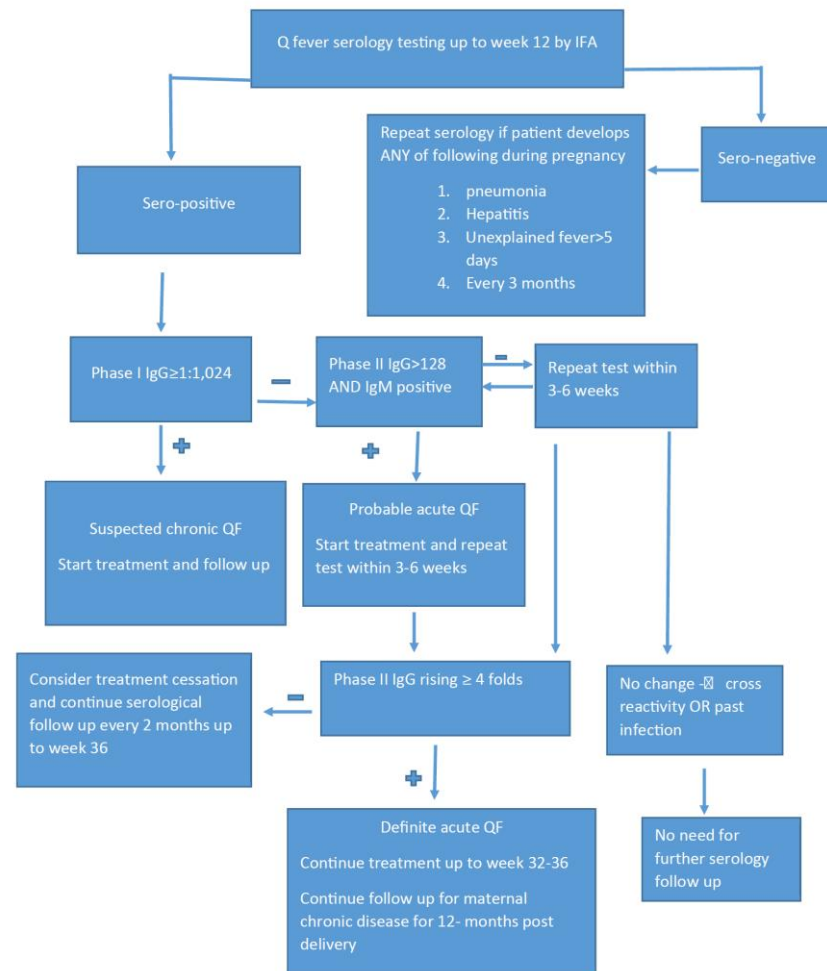 Q fever serology testing up to week 12 by IFA
Repeat serology if patient develops
ANY of following during pregnancy
1. pneumonia
2. Hepatitis
3. Unexplained fever>5
days
4. Every 3 months
Sero-negative
Sero-positive
Phase I IgG≥1:1,024
Phase II IgG>128
AND IgM positive
Repeat test within
3-6 weeks
Suspected chronic QF
Start treatment and follow up
Probable acute QF
Start treatment and repeat
test within 3-6 weeks
Consider treatment cessation
and continue serological
follow up every 2 months up
to week 36
Phase II IgG rising ≥ 4 folds
No change - cross
reactivity OR past
infection
Definite acute QF
Continue treatment up to week 32-36
Continue follow up for maternal
chronic disease for 12- months post
delivery
No need for
further serology
follow up